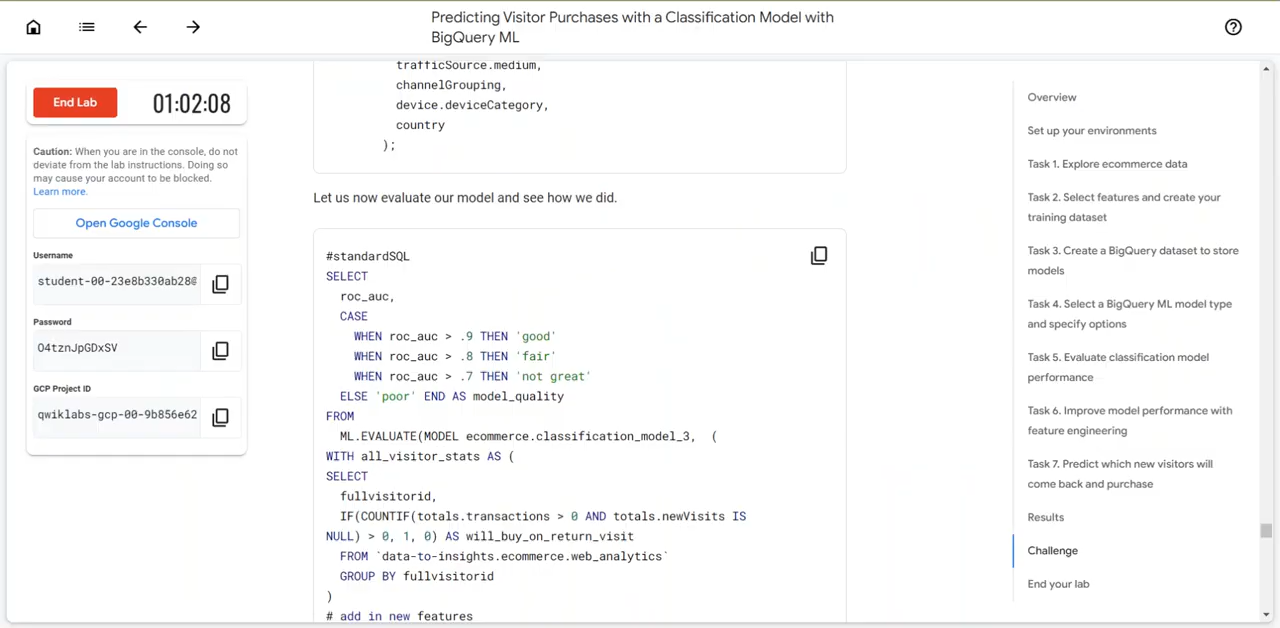 Predicting Visitor Purchases with a Classification Model with
BigQuery ML
End Lab
01:02:08
Caution: When you are in the console, do not
deviate from the lab instructions. Doing so
may cause your account to be blocked.
Learn more.
Open Google Console
Username
student-00-23e8b330ab28@
Password
O4tznJpGDxSV
GCP Project ID
qwiklabs-gcp-00-9b856e62
trafficSource.medium,
channelGrouping,
device.deviceCategory,
country
);
Let us now evaluate our model and see how we did.
#standardSQL
SELECT
roc_auc,
CASE
WHEN roc_auc > .9 THEN 'good'
WHEN roc_auc > .8 THEN 'fair'
WHEN roc_auc > .7 THEN 'not great'
ELSE 'poor' END AS model_quality
FROM
ML.EVALUATE(MODEL ecommerce.classification_model_3, (
WITH all_visitor_stats AS (
SELECT
fullvisitorid,
IF(COUNTIF(totals.transactions > 0 AND totals.newVisits IS
NULL) > 0, 1, 0) AS will_buy_on_return_visit
FROM `data-to-insights.ecommerce.web_analytics`
GROUP BY fullvisitorid
)
# add in new features
Overview
Set up your environments
Task 1. Explore ecommerce data
Task 2. Select features and create your
training dataset
Task 3. Create a BigQuery dataset to store
models
Task 4. Select a BigQuery ML model type
and specify options
Task 5. Evaluate classification model
performance
Task 6. Improve model performance with
feature engineering
Task 7. Predict which new visitors will
come back and purchase
Results
Challenge
End your lab